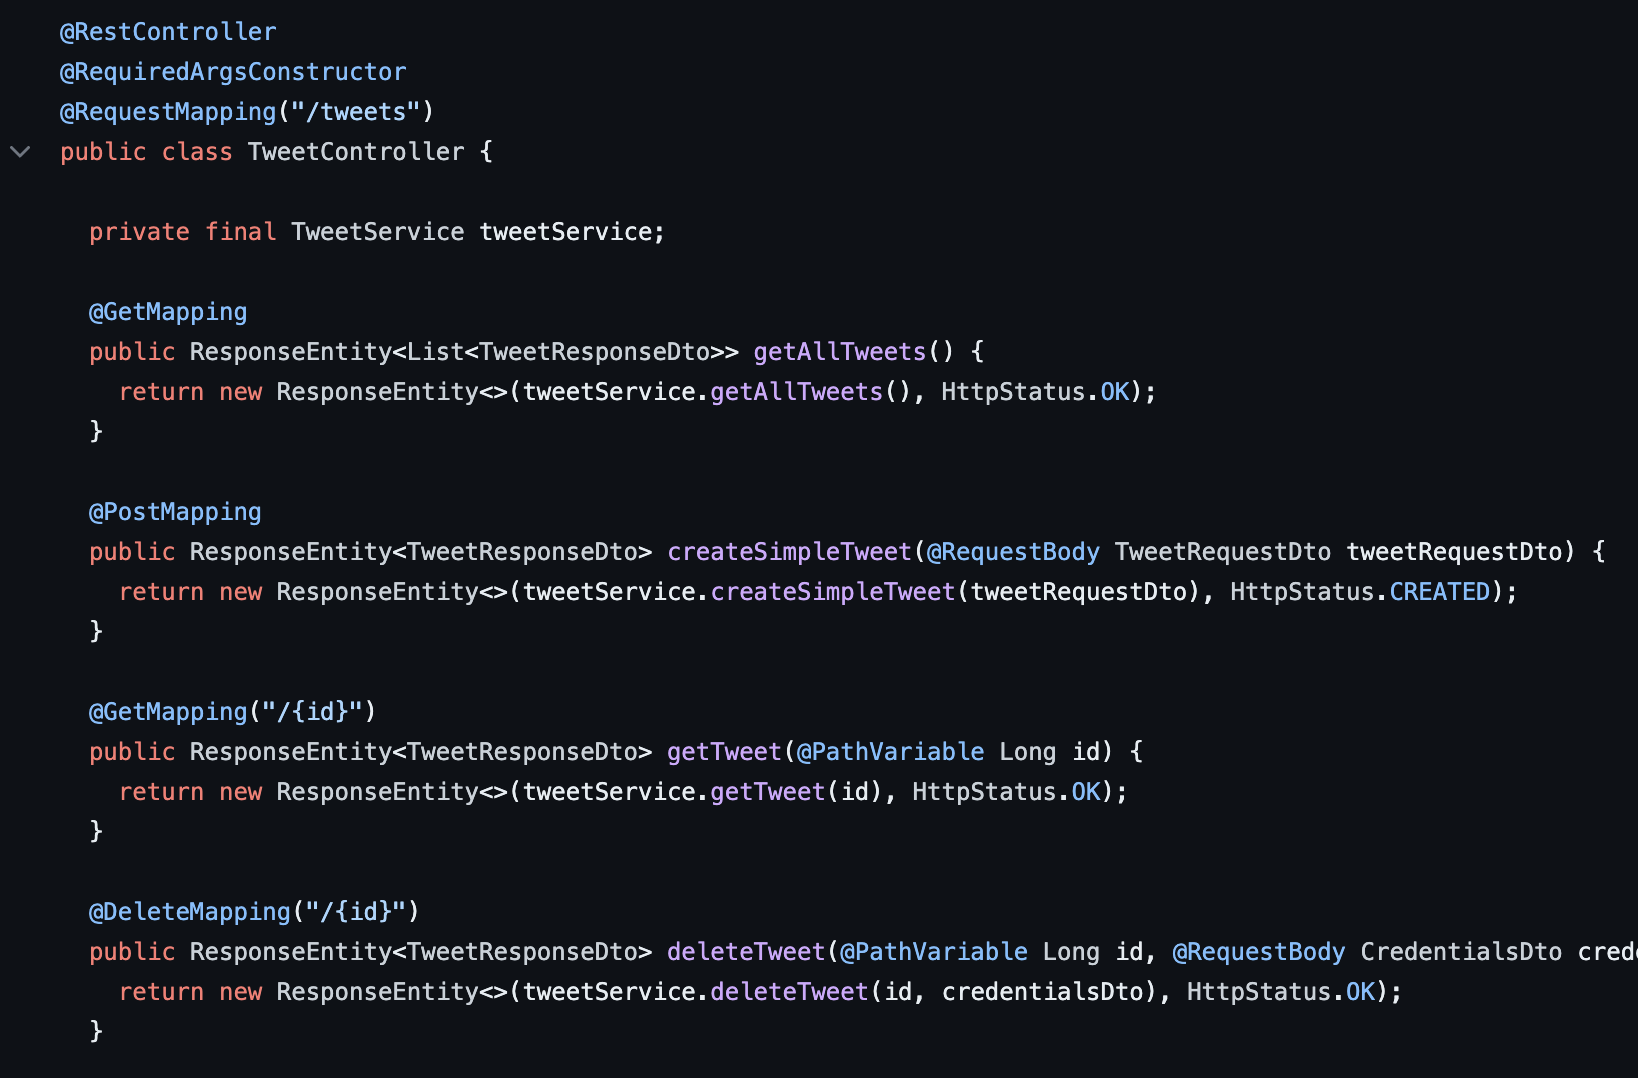 @RestController
@RequiredArgsConstructor
@RequestMapping("/tweets")
public class TweetController {
private final TweetService tweetService;
@GetMapping
public ResponseEntity<List<TweetResponseDto>> getAllTweets() {
return new ResponseEntity<>(tweetService.getAllTweets(), HttpStatus.OK);
}
@PostMapping
public ResponseEntity<TweetResponseDto> createSimpleTweet(@RequestBody TweetRequestDto tweetRequestDto) {
return new ResponseEntity<>(tweetService.createSimpleTweet(tweetRequestDto), HttpStatus.CREATED);
}
@GetMapping("/{id}")
public ResponseEntity<TweetResponseDto> getTweet(@PathVariable Long id) {
return new ResponseEntity<>(tweetService.getTweet(id), HttpStatus.OK);
}
@DeleteMapping("/{id}")
public ResponseEntity<TweetResponseDto> deleteTweet(@PathVariable Long id, @RequestBody CredentialsDto
return new ResponseEntity<>(tweetService.deleteTweet(id, credentialsDto), HttpStatus.OK);
}